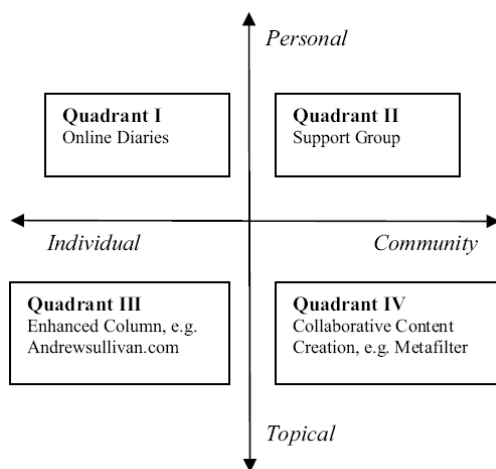 Personal
Quadrant I
Online Diaries
Quadrant II
Support Group
Individual
Community
Quadrant III
Enhanced Column, e.g.
Andrewsullivan.com
Quadrant IV
Collaborative Content
Creation, e.g. Metafilter
Topical